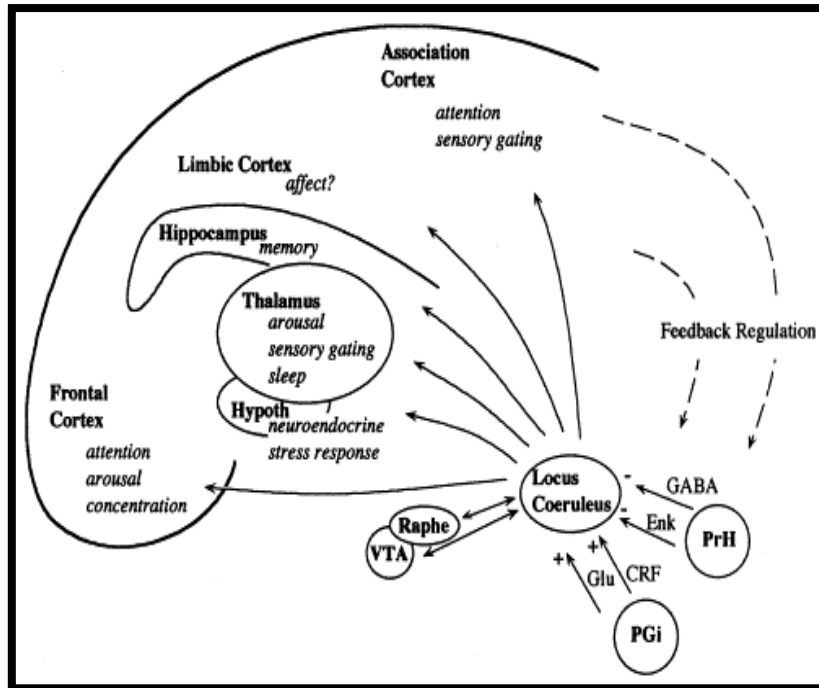 Association
Cortex
attention
sensory gating
Limbic Cortex
affect?
Hippocampus
memory
Thalamus
arousal
sensory gating
sleep
Feedback Regulation
Frontal
Cortex
attention
arousal
concentration
Hypoth
neuroendocrine
stress response
Locus
Coeruleus
-
GABA
-
Enk
PrH
Raphe
VTA
+
Glu
+
CRF
PGi